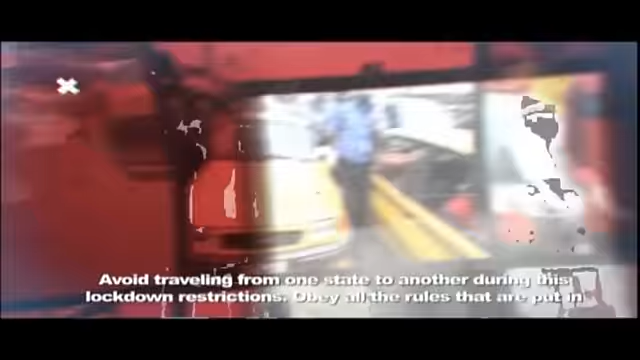 Avoid traveling from one state to another during this
lockdown restrictions. Obey all the rules that are put in